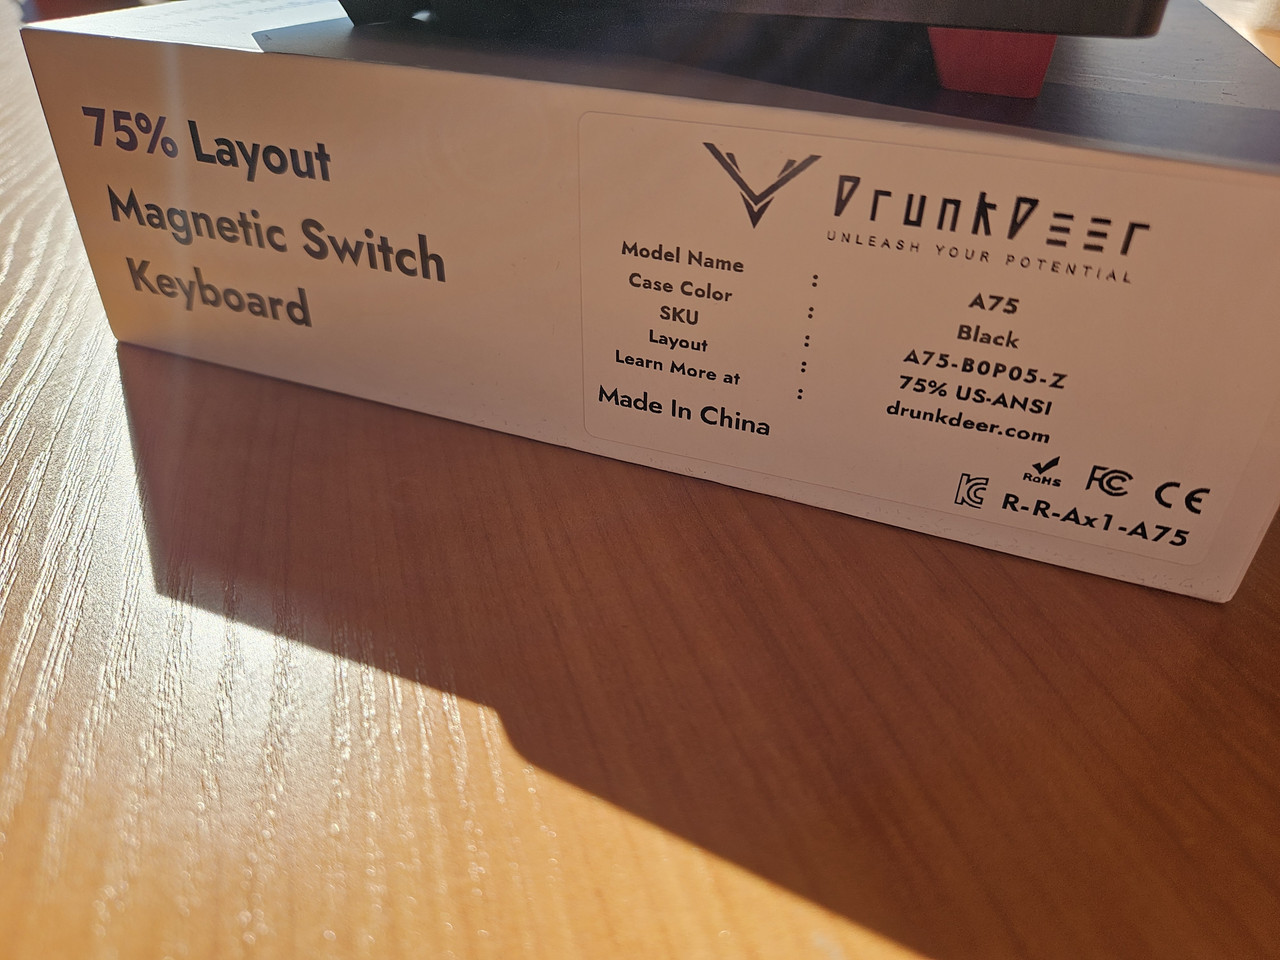 75% Layout
Magnetic Switch
Keyboard
DrunkDeer
UNLEASH YOUR POTENTIAL
Model Name : A75
Case Color : Black
SKU : A75-B0P05-Z
Layout : 75% US-ANSI
Learn More at : drunkdeer.com
Made In China
RoHS FC CE
R-R-Ax1-A75